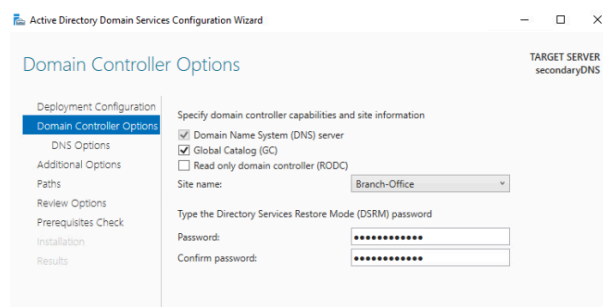 Active Directory Domain Services Configuration Wizard
Domain Controller Options
TARGET SERVER
secondaryDNS
Deployment Configuration
Domain Controller Options
DNS Options
Additional Options
Paths
Review Options
Prerequisites Check
Installation
Results
Specify domain controller capabilities and site information
Domain Name System (DNS) server
Global Catalog (GC)
Read only domain controller (RODC)
Site name: Branch-Office
Type the Directory Services Restore Mode (DSRM) password
Password: ••••••••••••
Confirm password: ••••••••••••